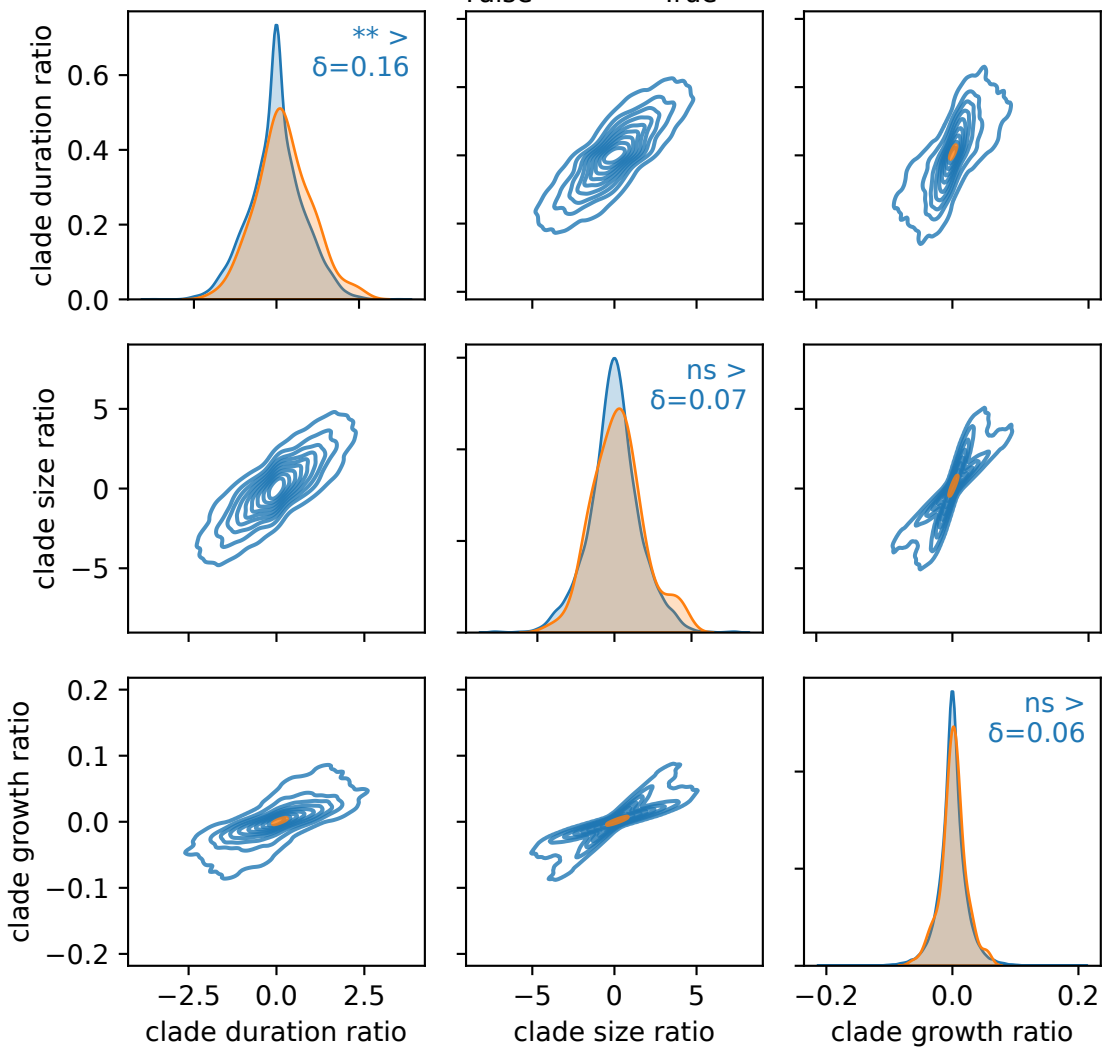 ** >
δ=0.16
clade duration ratio
0.6
0.4
0.2
0.0
ns >
δ=0.07
clade size ratio
5
0
−5
ns >
δ=0.06
clade growth ratio
0.2
0.1
0.0
−0.1
−0.2
−2.5 0.0 2.5
−5 0 5
−0.2 0.0 0.2
clade duration ratio
clade size ratio
clade growth ratio